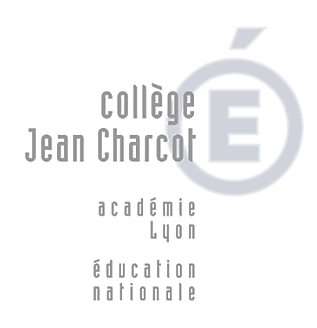 collège
Jean Charcot
É
académie
Lyon
éducation
nationale